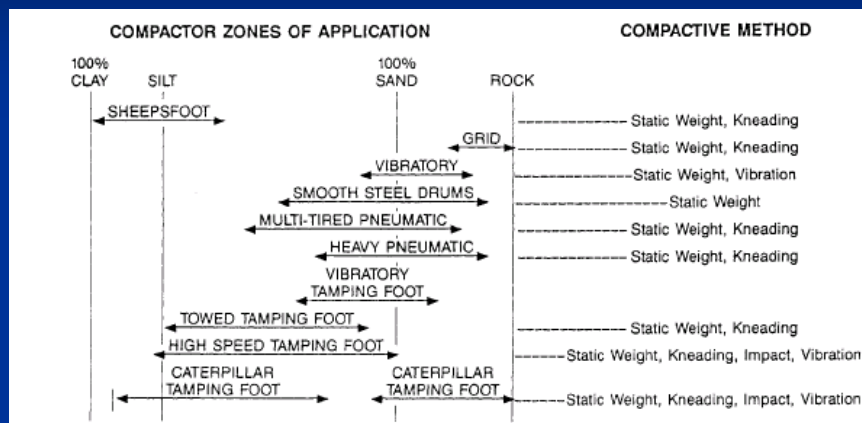 COMPACTOR ZONES OF APPLICATION COMPACTIVE METHOD
100% 100%
CLAY SILT SAND ROCK
SHEEPSFOOT Static Weight, Kneading
GRID Static Weight, Kneading
VIBRATORY Static Weight, Vibration
SMOOTH STEEL DRUMS Static Weight
MULTI-TIRED PNEUMATIC Static Weight, Kneading
HEAVY PNEUMATIC Static Weight, Kneading
VIBRATORY
TAMPING FOOT
TOWED TAMPING FOOT Static Weight, Kneading
HIGH SPEED TAMPING FOOT Static Weight, Kneading, Impact, Vibration
CATERPILLAR CATERPILLAR
TAMPING FOOT TAMPING FOOT Static Weight, Kneading, Impact, Vibration